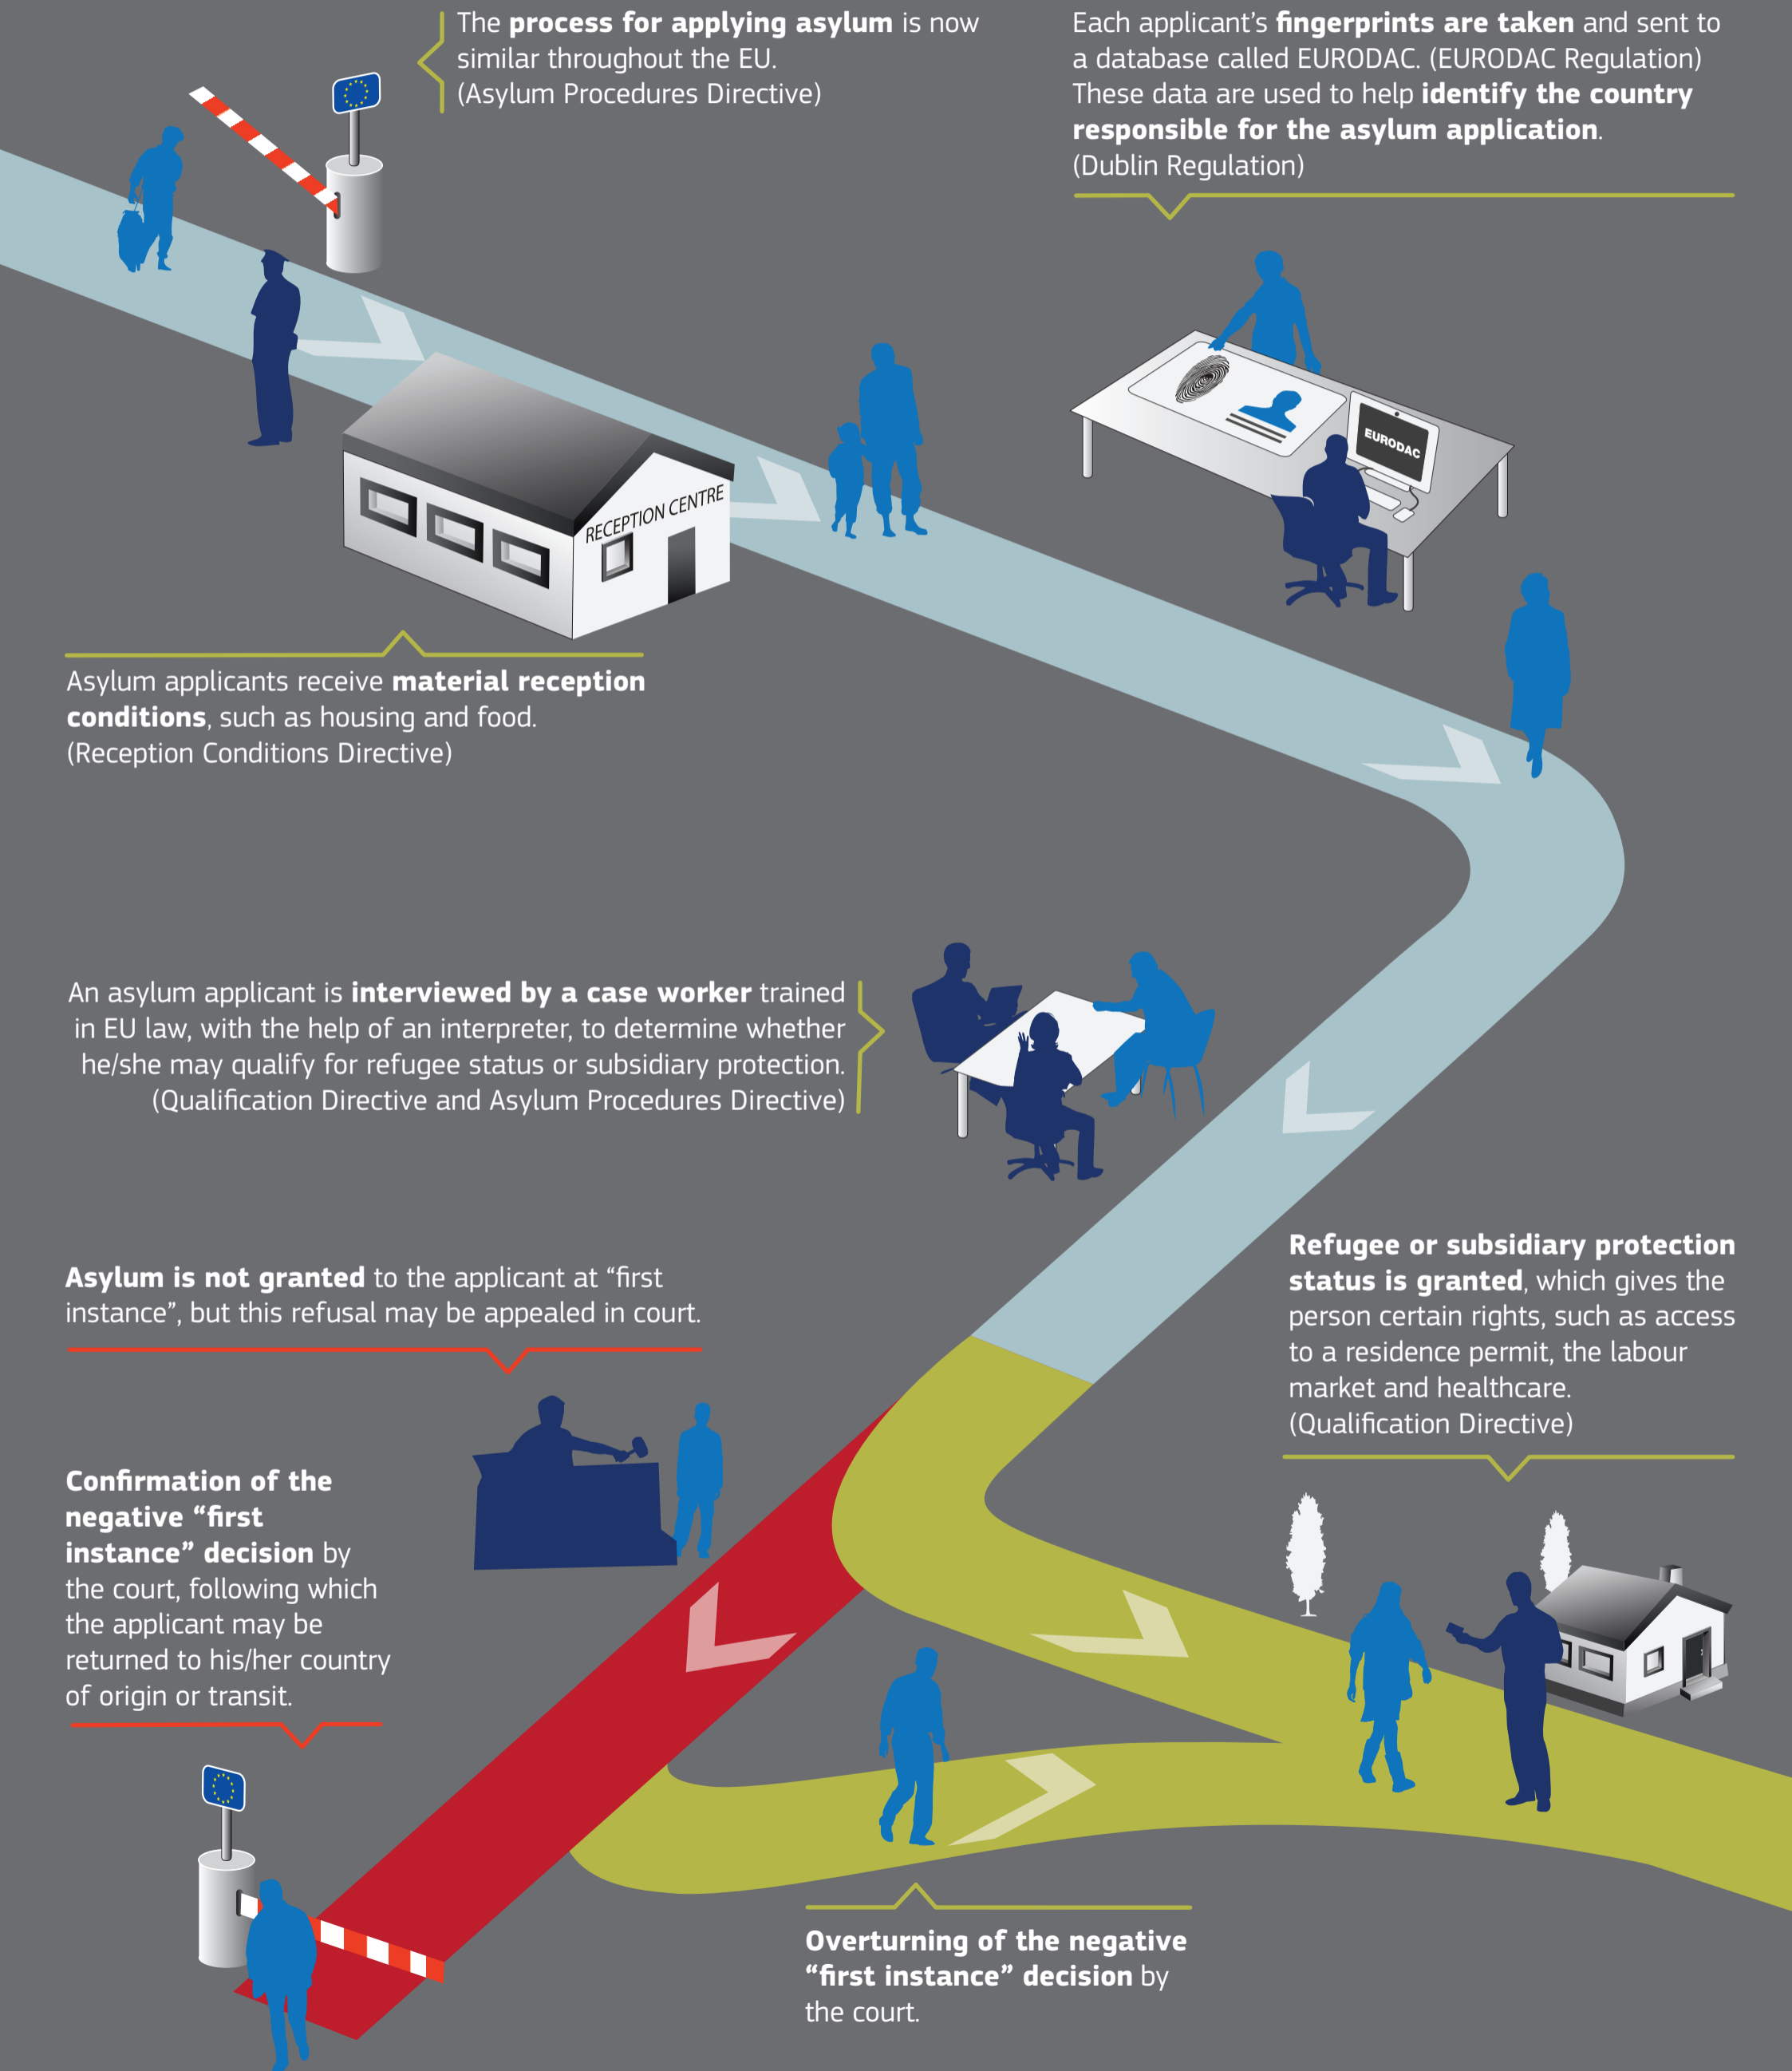 The process for applying asylum is now
similar throughout the EU.
(Asylum Procedures Directive)
Each applicant’s fingerprints are taken and sent to
a database called EURODAC. (EURODAC Regulation)
These data are used to help identify the country
responsible for the asylum application.
(Dublin Regulation)
EURODAC
RECEPTION CENTRE
Asylum applicants receive material reception
conditions, such as housing and food.
(Reception Conditions Directive)
An asylum applicant is interviewed by a case worker trained
in EU law, with the help of an interpreter, to determine whether
he/she may qualify for refugee status or subsidiary protection.
(Qualification Directive and Asylum Procedures Directive)
Asylum is not granted to the applicant at “first
instance”, but this refusal may be appealed in court.
Refugee or subsidiary protection
status is granted, which gives the
person certain rights, such as access
to a residence permit, the labour
market and healthcare.
(Qualification Directive)
Confirmation of the
negative “first
instance” decision by
the court, following which
the applicant may be
returned to his/her country
of origin or transit.
Overturning of the negative
“first instance” decision by
the court.